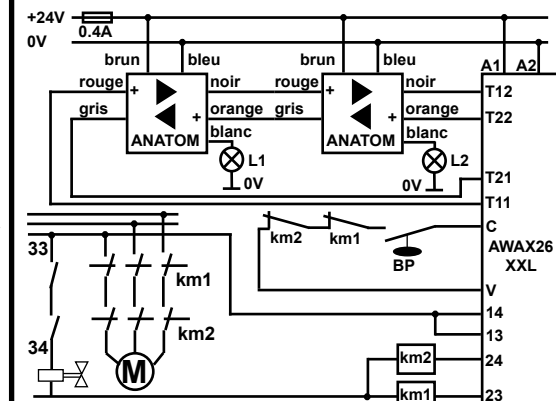 +24V
0.4A
0V
brun bleu brun bleu A1 A2
rouge noir rouge noir T12
+ +
gris orange gris orange T22
+ +
ANATOM blanc ANATOM blanc
L1 L2
0V 0V
T21
T11
C
km2 km1
BP
AWAX26
XXL
33
km1
V
14
km2
13
34
M
km2 24
km1 23